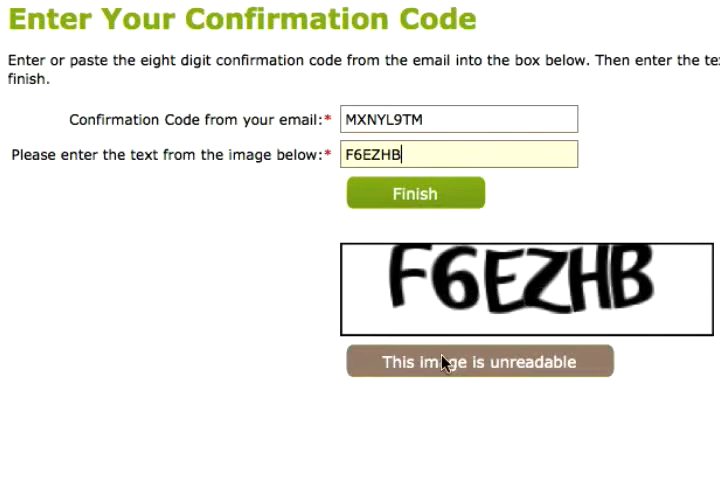 Enter Your Confirmation Code
Enter or paste the eight digit confirmation code from the email into the box below. Then enter the
finish.
Confirmation Code from your email:* MXNYL9TM
Please enter the text from the image below:* F6EZHB
Finish
F6EZHB
This image is unreadable